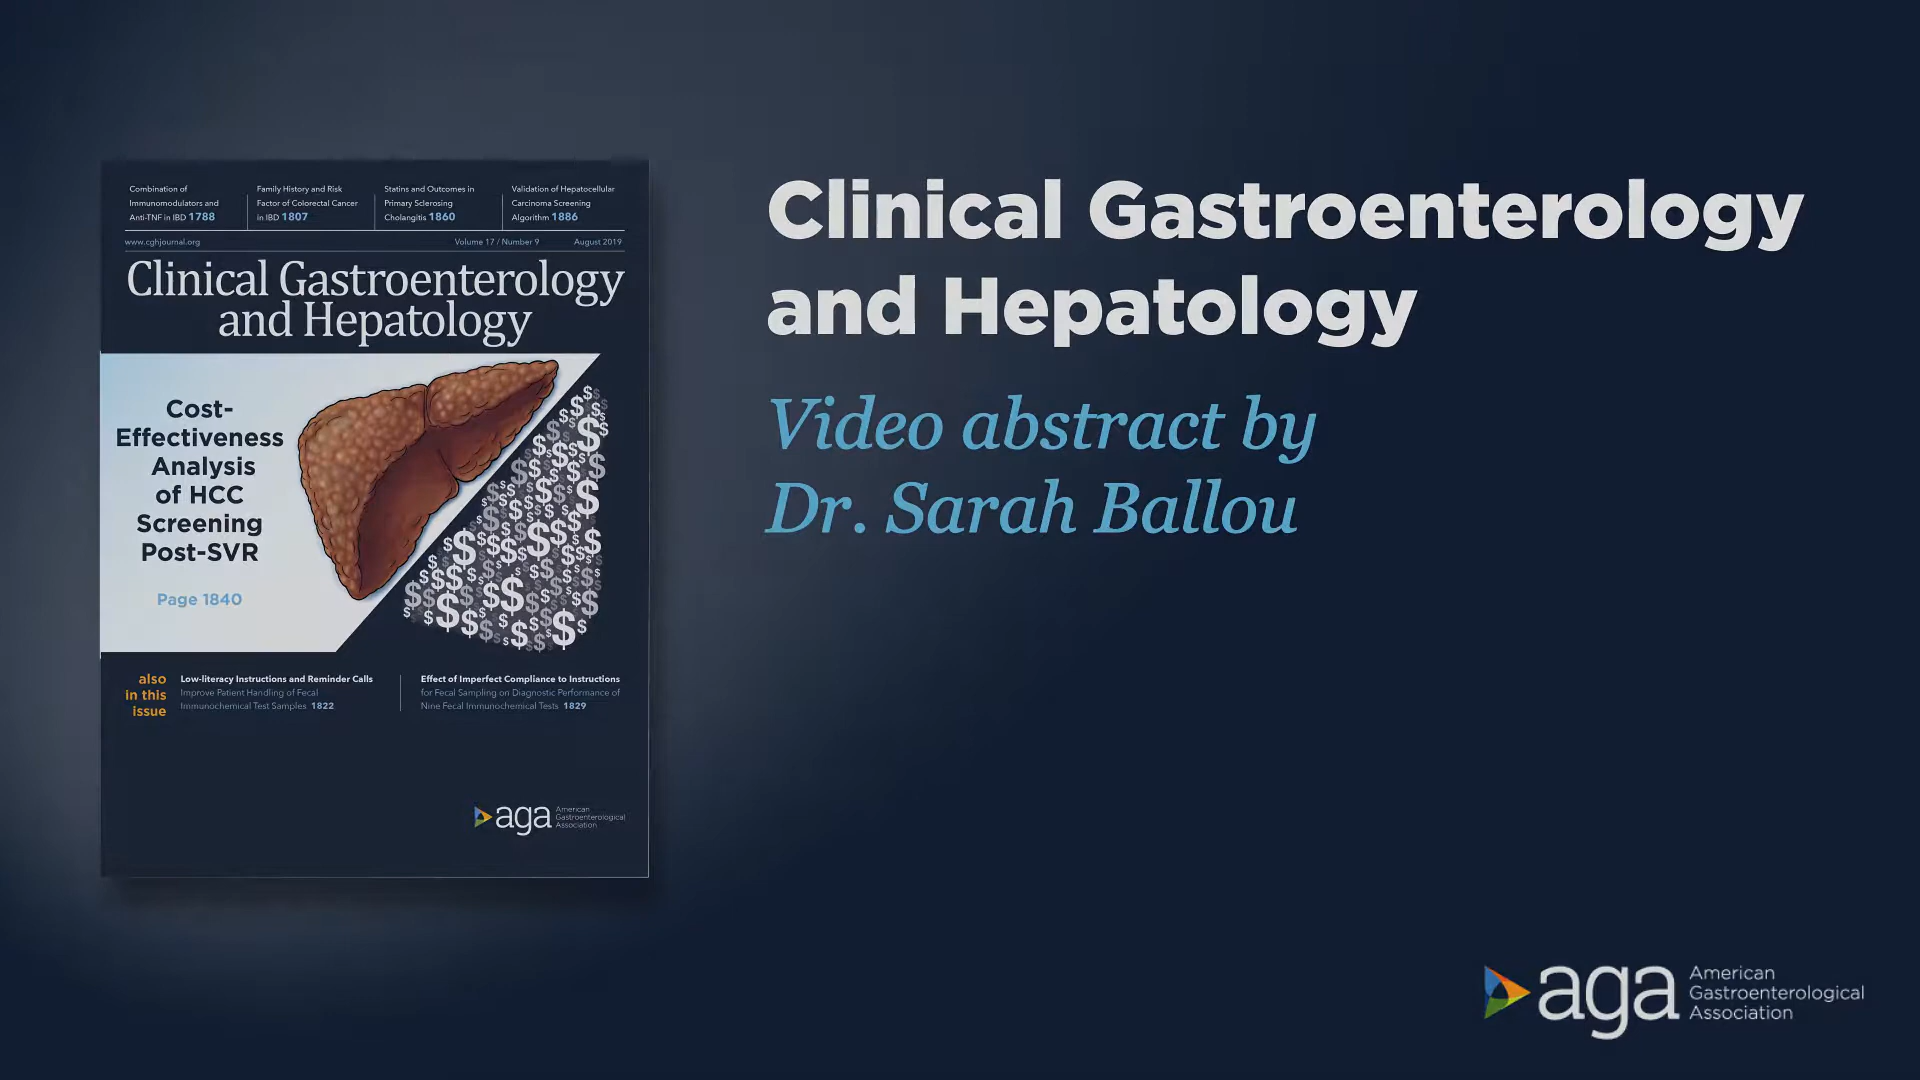 Combination of
Immunomodulators and
Anti-TNF in IBD 1788
Family History and Risk
Factor of Colorectal Cancer
in IBD 1807
Statins and Outcomes in
Primary Sclerosing
Cholangitis 1860
Validation of Hepatocellular
Carcinoma Screening
Algorithm 1886
www.cghjournal.org
Volume 17 / Number 9
August 2019
Clinical Gastroenterology
and Hepatology
Cost-
Effectiveness
Analysis
of HCC
Screening
Post-SVR
Page 1840
also
in this
issue
Low-literacy Instructions and Reminder Calls
Improve Patient Handling of Fecal
Immunochemical Test Samples 1822
Effect of Imperfect Compliance to Instructions
for Fecal Sampling on Diagnostic Performance of
Nine Fecal Immunochemical Tests 1829
aga
American
Gastroenterological
Association
Clinical Gastroenterology
and Hepatology
Video abstract by
Dr. Sarah Ballou
aga
American
Gastroenterological
Association